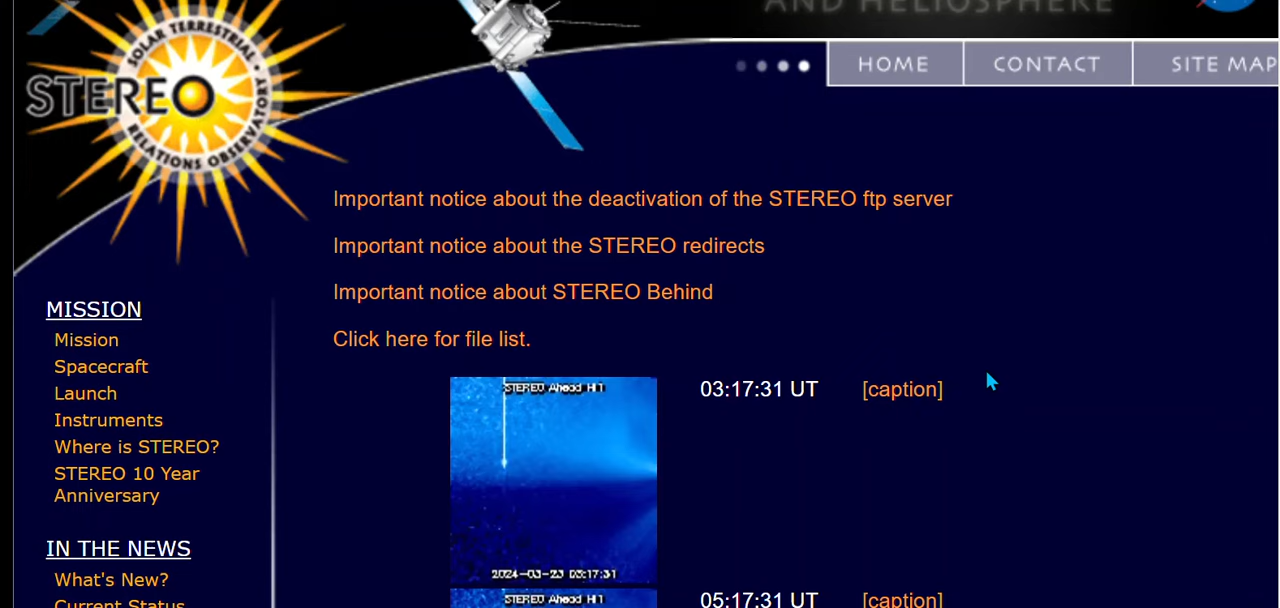 AND HELIOSPHERE
SOLAR TERRESTRIAL
STEREO
RELATIONS OBSERVATORY
HOME
CONTACT
SITE MAP
Important notice about the deactivation of the STEREO ftp server
Important notice about the STEREO redirects
Important notice about STEREO Behind
Click here for file list.
MISSION
Mission
Spacecraft
Launch
Instruments
Where is STEREO?
STEREO 10 Year
Anniversary
IN THE NEWS
What's New?
Current Status
STEREO Ahead HI1
03:17:31 UT
[caption]
2024-03-23 03:17:31
STEREO Ahead HI1
05:17:31 UT
[caption]